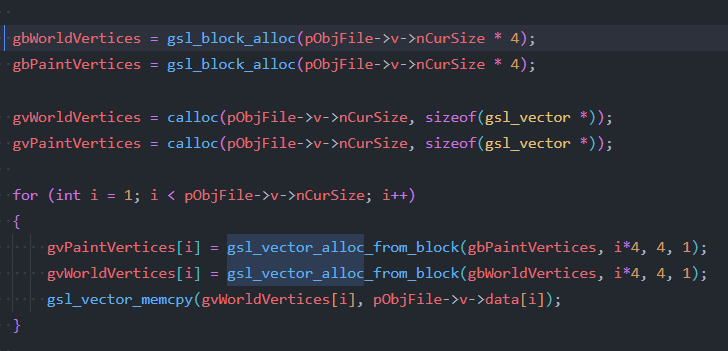 gbWorldVertices = gsl_block_alloc(pObjFile->v->nCurSize * 4);
gbPaintVertices = gsl_block_alloc(pObjFile->v->nCurSize * 4);
gvWorldVertices = calloc(pObjFile->v->nCurSize, sizeof(gsl_vector *));
gvPaintVertices = calloc(pObjFile->v->nCurSize, sizeof(gsl_vector *));
for (int i = 1; i < pObjFile->v->nCurSize; i++)
{
gvPaintVertices[i] = gsl_vector_alloc_from_block(gbPaintVertices, i*4, 4, 1);
gvWorldVertices[i] = gsl_vector_alloc_from_block(gbWorldVertices, i*4, 4, 1);
gsl_vector_memcpy(gvWorldVertices[i], pObjFile->v->data[i]);
}